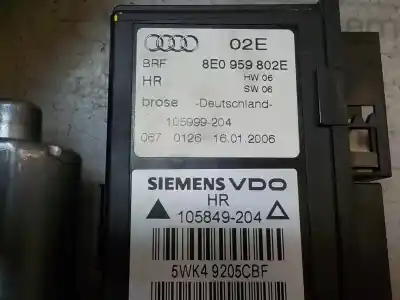 02E
BRF 8E0 959 802E
HR HW 06
SW 06
brose -Deutschland-
105999-204
067 0126 16.01.2006
SIEMENS VDO
HR
105849-204
5WK4 9205CBF